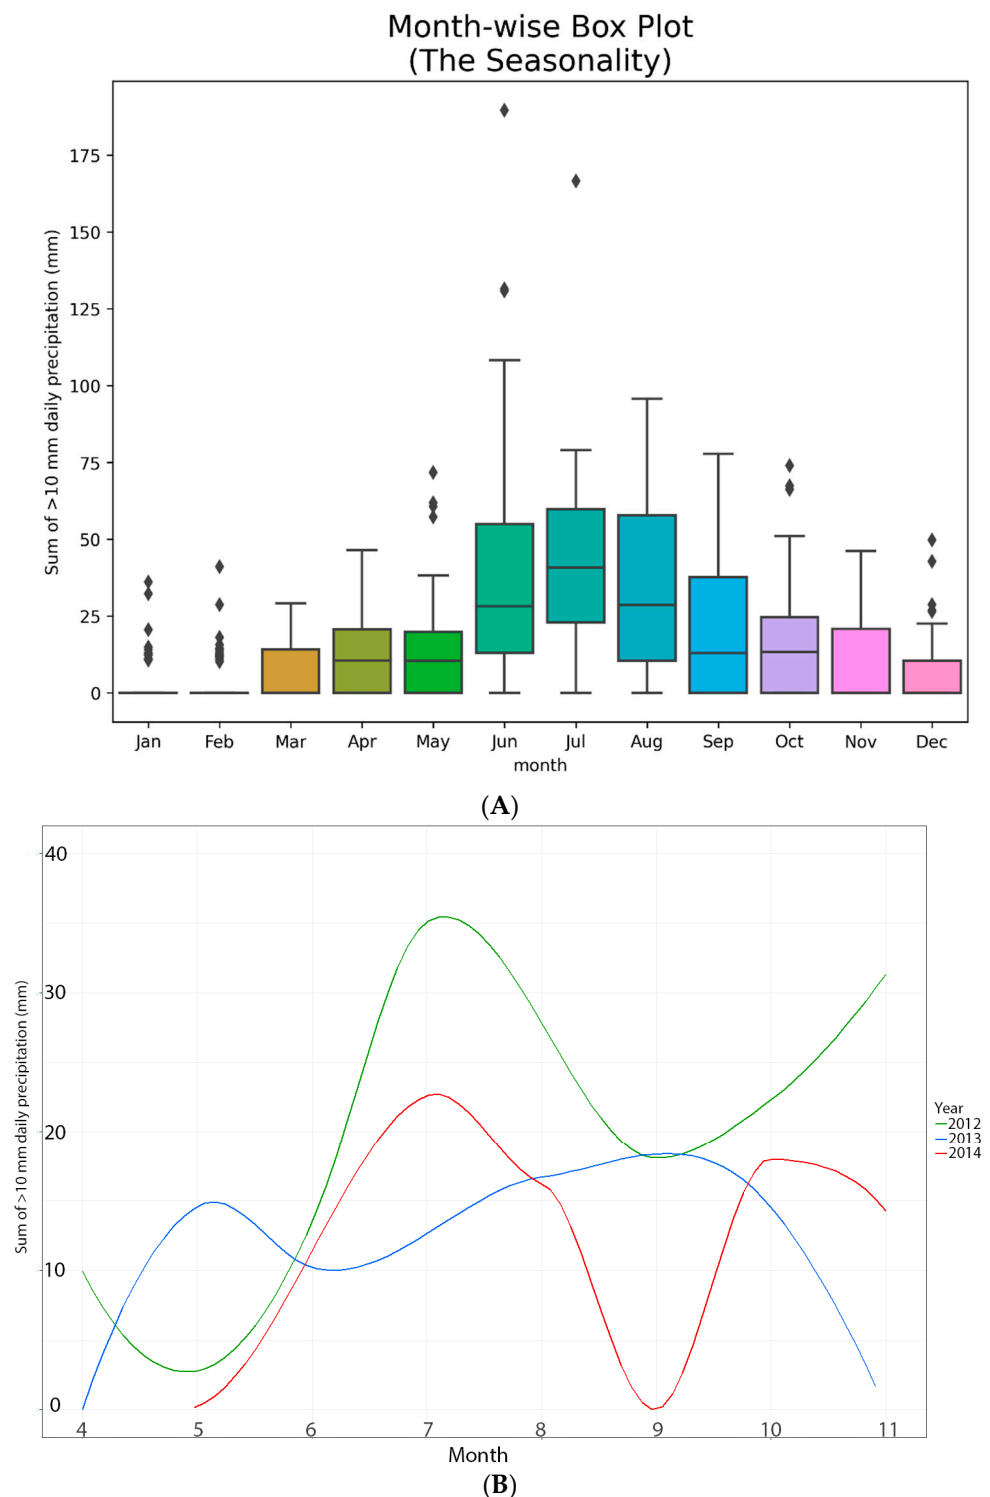 Month-wise Box Plot
(The Seasonality)
Sum of >10 mm daily precipitation (mm)
175
150
125
100
75
50
25
0
Jan Feb Mar Apr May Jun Jul Aug Sep Oct Nov Dec
month
(A)
Sum of >10 mm daily precipitation (mm)
40
30
20
10
0
4 5 6 7 8 9 10 11
Month
Year
2012
2013
2014
(B)